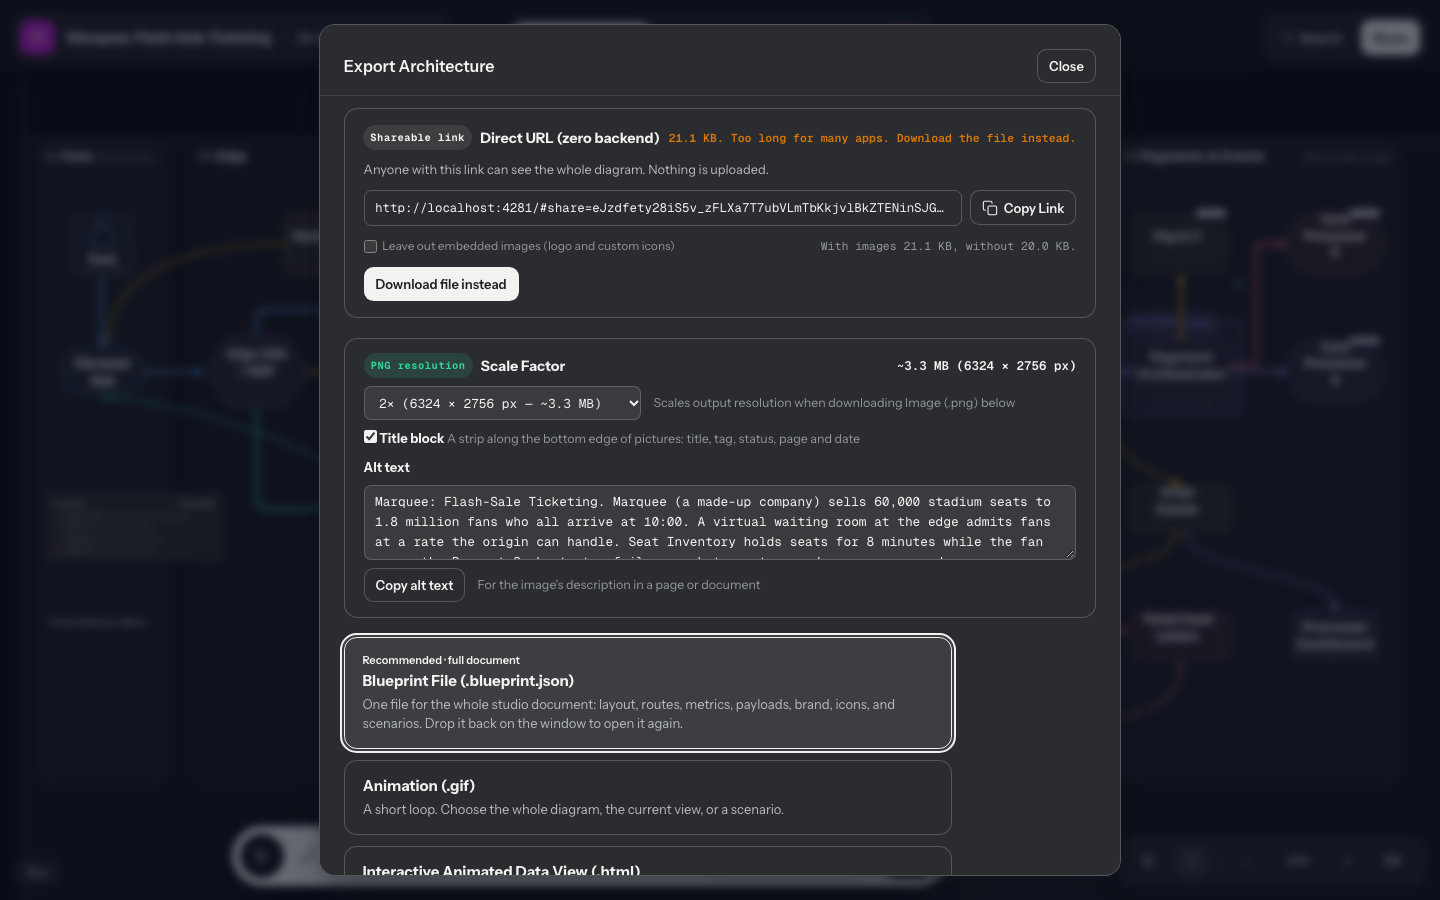 Export Architecture
Close
Shareable link
Direct URL (zero backend)
21.1 KB. Too long for many apps. Download the file instead.
Anyone with this link can see the whole diagram. Nothing is uploaded.
http://localhost:4281/#share=eJzdfety28iS5v_zFLXa7T7ubVLmTbKkjvlBkZTENinSJG…
Copy Link
Leave out embedded images (logo and custom icons)
With images 21.1 KB, without 20.0 KB.
Download file instead
PNG resolution
Scale Factor
~3.3 MB (6324 × 2756 px)
2× (6324 × 2756 px — ~3.3 MB)
Scales output resolution when downloading Image (.png) below
Title block A strip along the bottom edge of pictures: title, tag, status, page and date
Alt text
Marquee: Flash-Sale Ticketing. Marquee (a made-up company) sells 60,000 stadium seats to
1.8 million fans who all arrive at 10:00. A virtual waiting room at the edge admits fans
at a rate the origin can handle. Seat Inventory holds seats for 8 minutes while the fan
Copy alt text
For the image's description in a page or document
Recommended · full document
Blueprint File (.blueprint.json)
One file for the whole studio document: layout, routes, metrics, payloads, brand, icons, and
scenarios. Drop it back on the window to open it again.
Animation (.gif)
A short loop. Choose the whole diagram, the current view, or a scenario.
Interactive Animated Data View (.html)